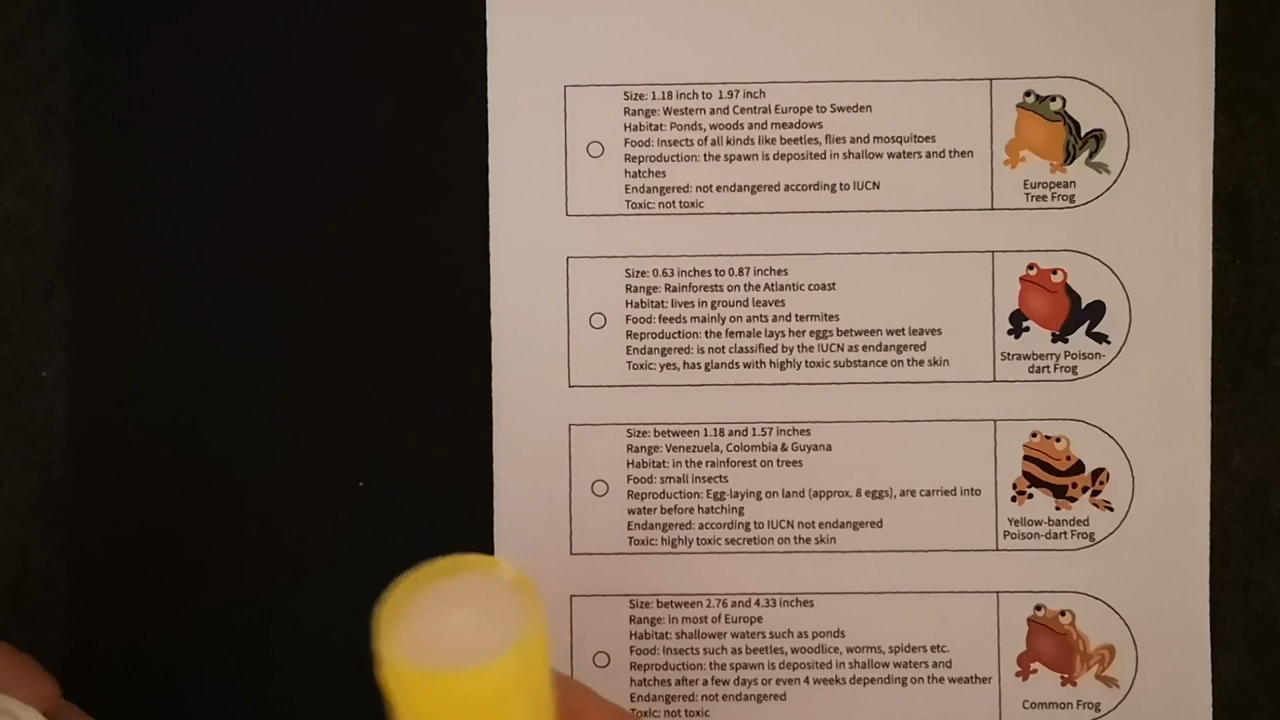 Size: 1.18 inch to 1.97 inch
Range: Western and Central Europe to Sweden
Habitat: Ponds, woods and meadows
Food: Insects of all kinds like beetles, flies and mosquitoes
Reproduction: the spawn is deposited in shallow waters and then
hatches
Endangered: not endangered according to IUCN
Toxic: not toxic
European
Tree Frog
Size: 0.63 inches to 0.87 inches
Range: Rainforests on the Atlantic coast
Habitat: lives in ground leaves
Food: feeds mainly on ants and termites
Reproduction: the female lays her eggs between wet leaves
Endangered: is not classified by the IUCN as endangered
Toxic: yes, has glands with highly toxic substance on the skin
Strawberry Poison-
dart Frog
Size: between 1.18 and 1.57 inches
Range: Venezuela, Colombia & Guyana
Habitat: in the rainforest on trees
Food: small insects
Reproduction: Egg-laying on land (approx. 8 eggs), are carried into
water before hatching
Endangered: according to IUCN not endangered
Toxic: highly toxic secretion on the skin
Yellow-banded
Poison-dart Frog
Size: between 2.76 and 4.33 inches
Range: in most of Europe
Habitat: shallower waters such as ponds
Food: Insects such as beetles, woodlice, worms, spiders etc.
Reproduction: the spawn is deposited in shallow waters and
hatches after a few days or even 4 weeks depending on the weather
Endangered: not endangered
Toxic: not toxic
Common Frog